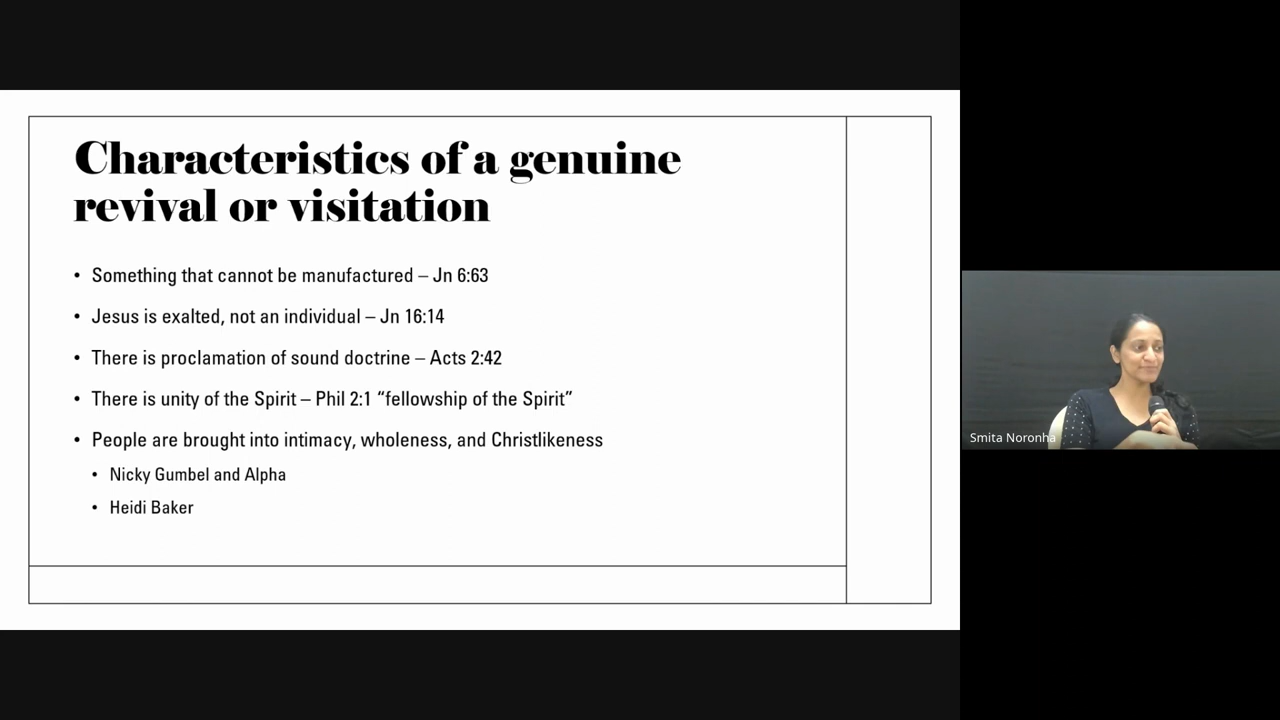 Characteristics of a genuine
revival or visitation
• Something that cannot be manufactured – Jn 6:63
• Jesus is exalted, not an individual – Jn 16:14
• There is proclamation of sound doctrine – Acts 2:42
• There is unity of the Spirit – Phil 2:1 “fellowship of the Spirit”
• People are brought into intimacy, wholeness, and Christlikeness
• Nicky Gumbel and Alpha
• Heidi Baker
Smita Noronha